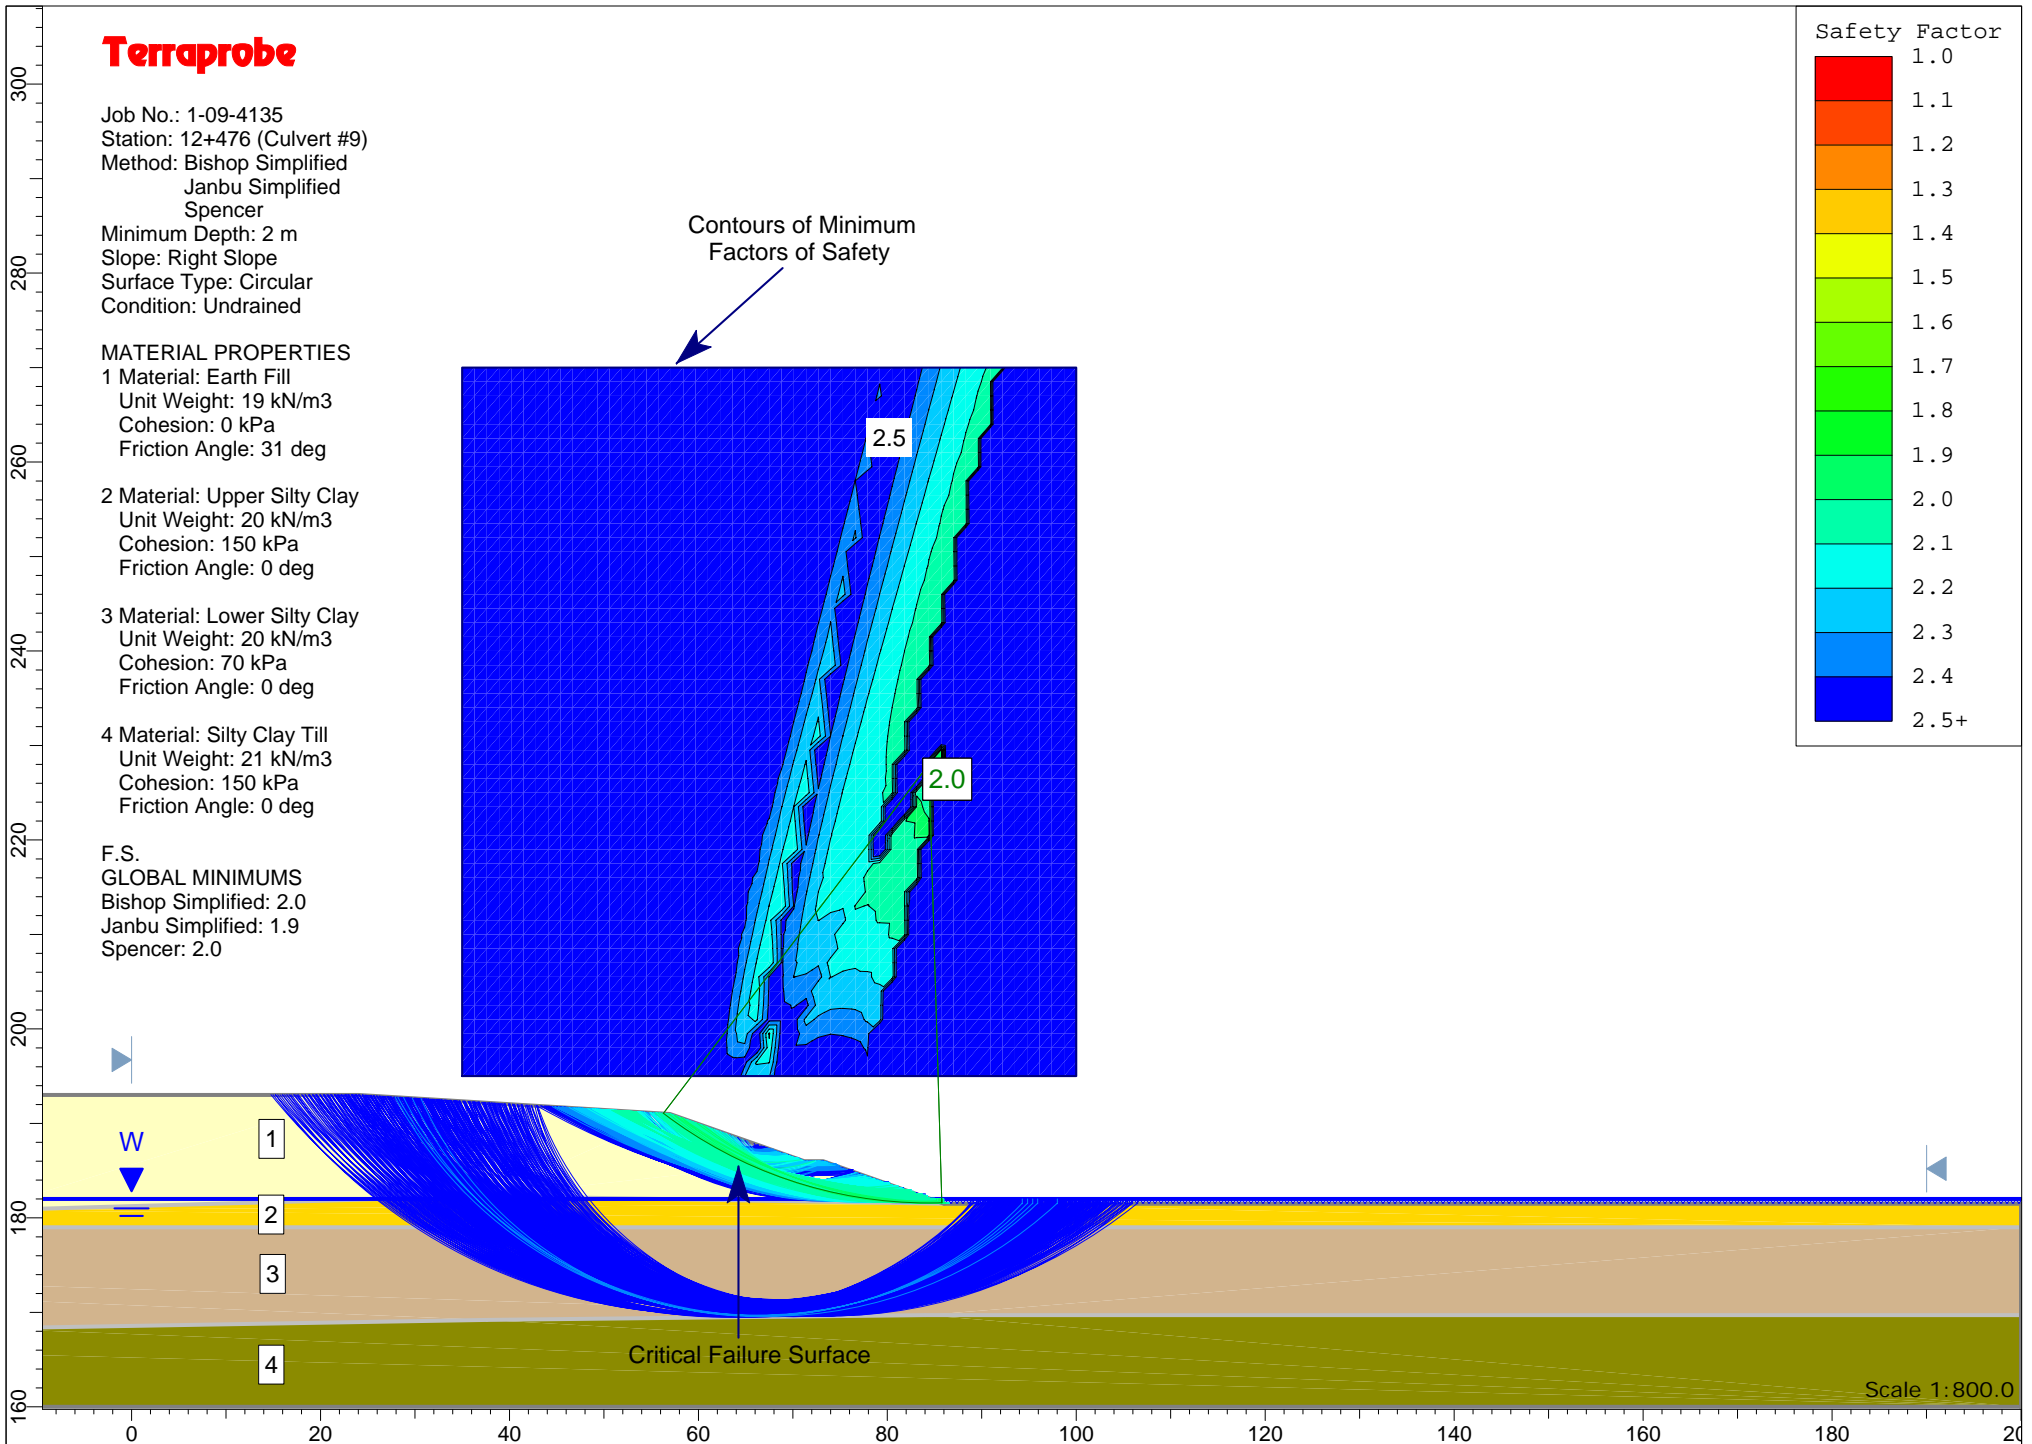 Terraprobe
Job No.: 1-09-4135
Station: 12+476 (Culvert #9)
Method: Bishop Simplified
Janbu Simplified
Spencer
Minimum Depth: 2 m
Slope: Right Slope
Surface Type: Circular
Condition: Undrained
MATERIAL PROPERTIES
1 Material: Earth Fill
Unit Weight: 19 kN/m3
Cohesion: 0 kPa
Friction Angle: 31 deg
2 Material: Upper Silty Clay
Unit Weight: 20 kN/m3
Cohesion: 150 kPa
Friction Angle: 0 deg
3 Material: Lower Silty Clay
Unit Weight: 20 kN/m3
Cohesion: 70 kPa
Friction Angle: 0 deg
4 Material: Silty Clay Till
Unit Weight: 21 kN/m3
Cohesion: 150 kPa
Friction Angle: 0 deg
F.S.
GLOBAL MINIMUMS
Bishop Simplified: 2.0
Janbu Simplified: 1.9
Spencer: 2.0
Contours of Minimum
Factors of Safety
2.5
2.0
Safety Factor
1.0
1.1
1.2
1.3
1.4
1.5
1.6
1.7
1.8
1.9
2.0
2.1
2.2
2.3
2.4
2.5+
300
280
260
240
220
200
180
160
W
1
2
3
4
Critical Failure Surface
Scale 1:800.0
0 20 40 60 80 100 120 140 160 180